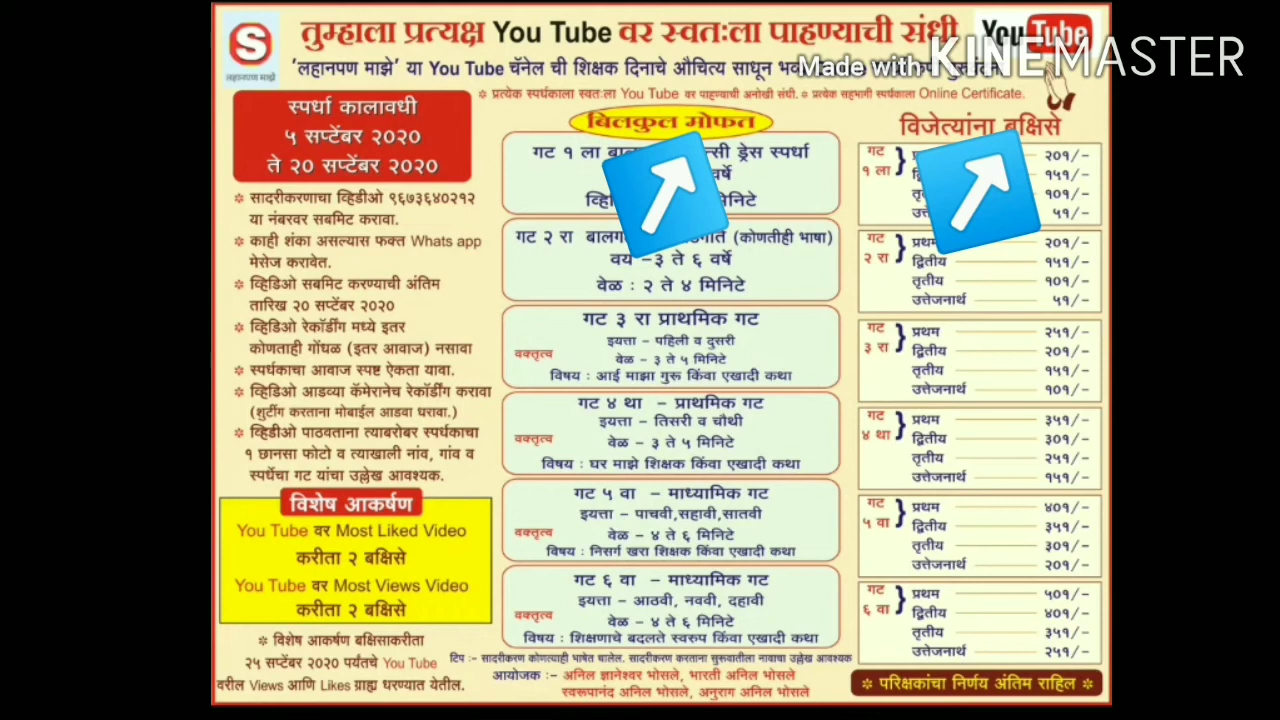 S
लहानपण माझे
तुम्हाला प्रत्यक्ष You Tube वर स्वतःला पाहण्याची संधी
YouTube
Made with KINEMASTER
'लहानपण माझे' या You Tube चॅनेल ची शिक्षक दिनाचे औचित्य साधून
* प्रत्येक स्पर्धकाला स्वतःला You Tube वर पाहण्याची अनोखी संधी. * प्रत्येक सहभागी स्पर्धकाला Online Certificate.
स्पर्धा कालावधी
५ सप्टेंबर २०२०
ते २० सप्टेंबर २०२०
* सादरीकरणाचा व्हिडीओ ९६७३६४०२१२
या नंबरवर सबमिट करावा.
* काही शंका असल्यास फक्त Whats app
मेसेज करावेत.
* व्हिडिओ सबमिट करण्याची अंतिम
तारिख २० सप्टेंबर २०२०
* व्हिडिओ रेकॉर्डींग मध्ये इतर
कोणताही गोंधळ (इतर आवाज) नसावा
* स्पर्धकाचा आवाज स्पष्ट ऐकता यावा.
* व्हिडिओ आडव्या कॅमेरानेच रेकॉर्डींग करावा
(शुटींग करताना मोबाईल आडवा धरावा.)
* व्हिडीओ पाठवताना त्याबरोबर स्पर्धकाचा
१ छानसा फोटो व त्याखाली नांव, गांव व
स्पर्धेचा गट यांचा उल्लेख आवश्यक.
विशेष आकर्षण
You Tube वर Most Liked Video
करीता २ बक्षिसे
You Tube वर Most Views Video
करीता २ बक्षिसे
* विशेष आकर्षण बक्षिसाकरीता
२५ सप्टेंबर २०२० पर्यंतचे You Tube
वरील Views आणि Likes ग्राह्य धरण्यात येतील.
बिलकुल मोफत
गट १ ला ड्रेस स्पर्धा
वर्षे
मिनिटे
गट २ रा (कोणतीही भाषा)
वय -३ ते ६ वर्षे
वेळ : २ ते ४ मिनिटे
गट ३ रा प्राथमिक गट
इयत्ता - पहिली व दुसरी
वक्तृत्व वेळ - ३ ते ५ मिनिटे
विषय : आई माझा गुरू किंवा एखादी कथा
गट ४ था - प्राथमिक गट
इयत्ता - तिसरी व चौथी
वक्तृत्व वेळ - ३ ते ५ मिनिटे
विषय : घर माझे शिक्षक किंवा एखादी कथा
गट ५ वा - माध्यामिक गट
इयत्ता - पाचवी,सहावी,सातवी
वक्तृत्व वेळ - ४ ते ६ मिनिटे
विषय : निसर्ग खरा शिक्षक किंवा एखादी कथा
गट ६ वा - माध्यामिक गट
इयत्ता - आठवी, नववी, दहावी
वक्तृत्व वेळ - ४ ते ६ मिनिटे
विषय : शिक्षणाचे बदलते स्वरुप किंवा एखादी कथा
टिप :- सादरीकरण कोणत्याही भाषेत चालेल. सादरीकरण करताना सुरूवातीला नावाचा उल्लेख आवश्यक
आयोजक :- अनिल ज्ञानेश्वर भोसले, भारती अनिल भोसले
स्वरूपानंद अनिल भोसले, अनुराग अनिल भोसले
विजेत्यांना बक्षिसे
गट १ ला २०१/-
१५१/-
१०१/-
५१/-
गट २ रा प्रथम २०१/-
द्वितीय १५१/-
तृतीय १०१/-
उत्तेजनार्थ ५१/-
गट ३ रा प्रथम २५१/-
द्वितीय २०१/-
तृतीय १५१/-
उत्तेजनार्थ १०१/-
गट ४ था प्रथम ३५१/-
द्वितीय ३०१/-
तृतीय २५१/-
उत्तेजनार्थ १५१/-
गट ५ वा प्रथम ४०१/-
द्वितीय ३५१/-
तृतीय ३०१/-
उत्तेजनार्थ २०१/-
गट ६ वा प्रथम ५०१/-
द्वितीय ४०१/-
तृतीय ३५१/-
उत्तेजनार्थ २५१/-
* परिक्षकांचा निर्णय अंतिम राहिल *